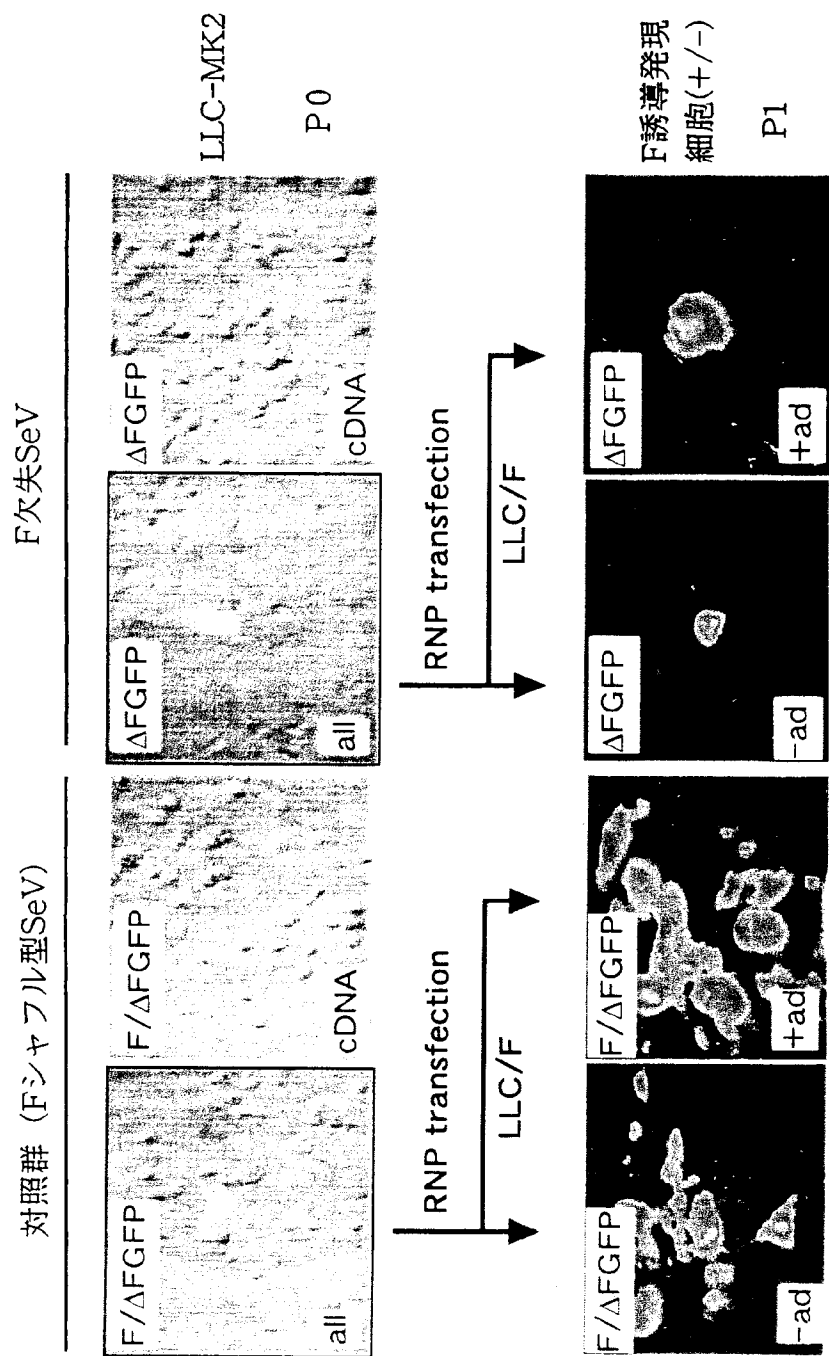 対照群 (Fシャフル型SeV)
F欠失SeV
F/ΔFGFP
all
F/ΔFGFP
cDNA
ΔFGFP
all
ΔFGFP
cDNA
LLC-MK2
P0
RNP transfection
LLC/F
RNP transfection
LLC/F
F/ΔFGFP
-ad
F/ΔFGFP
+ad
ΔFGFP
-ad
ΔFGFP
+ad
F誘導発現
細胞(+/-)
P1